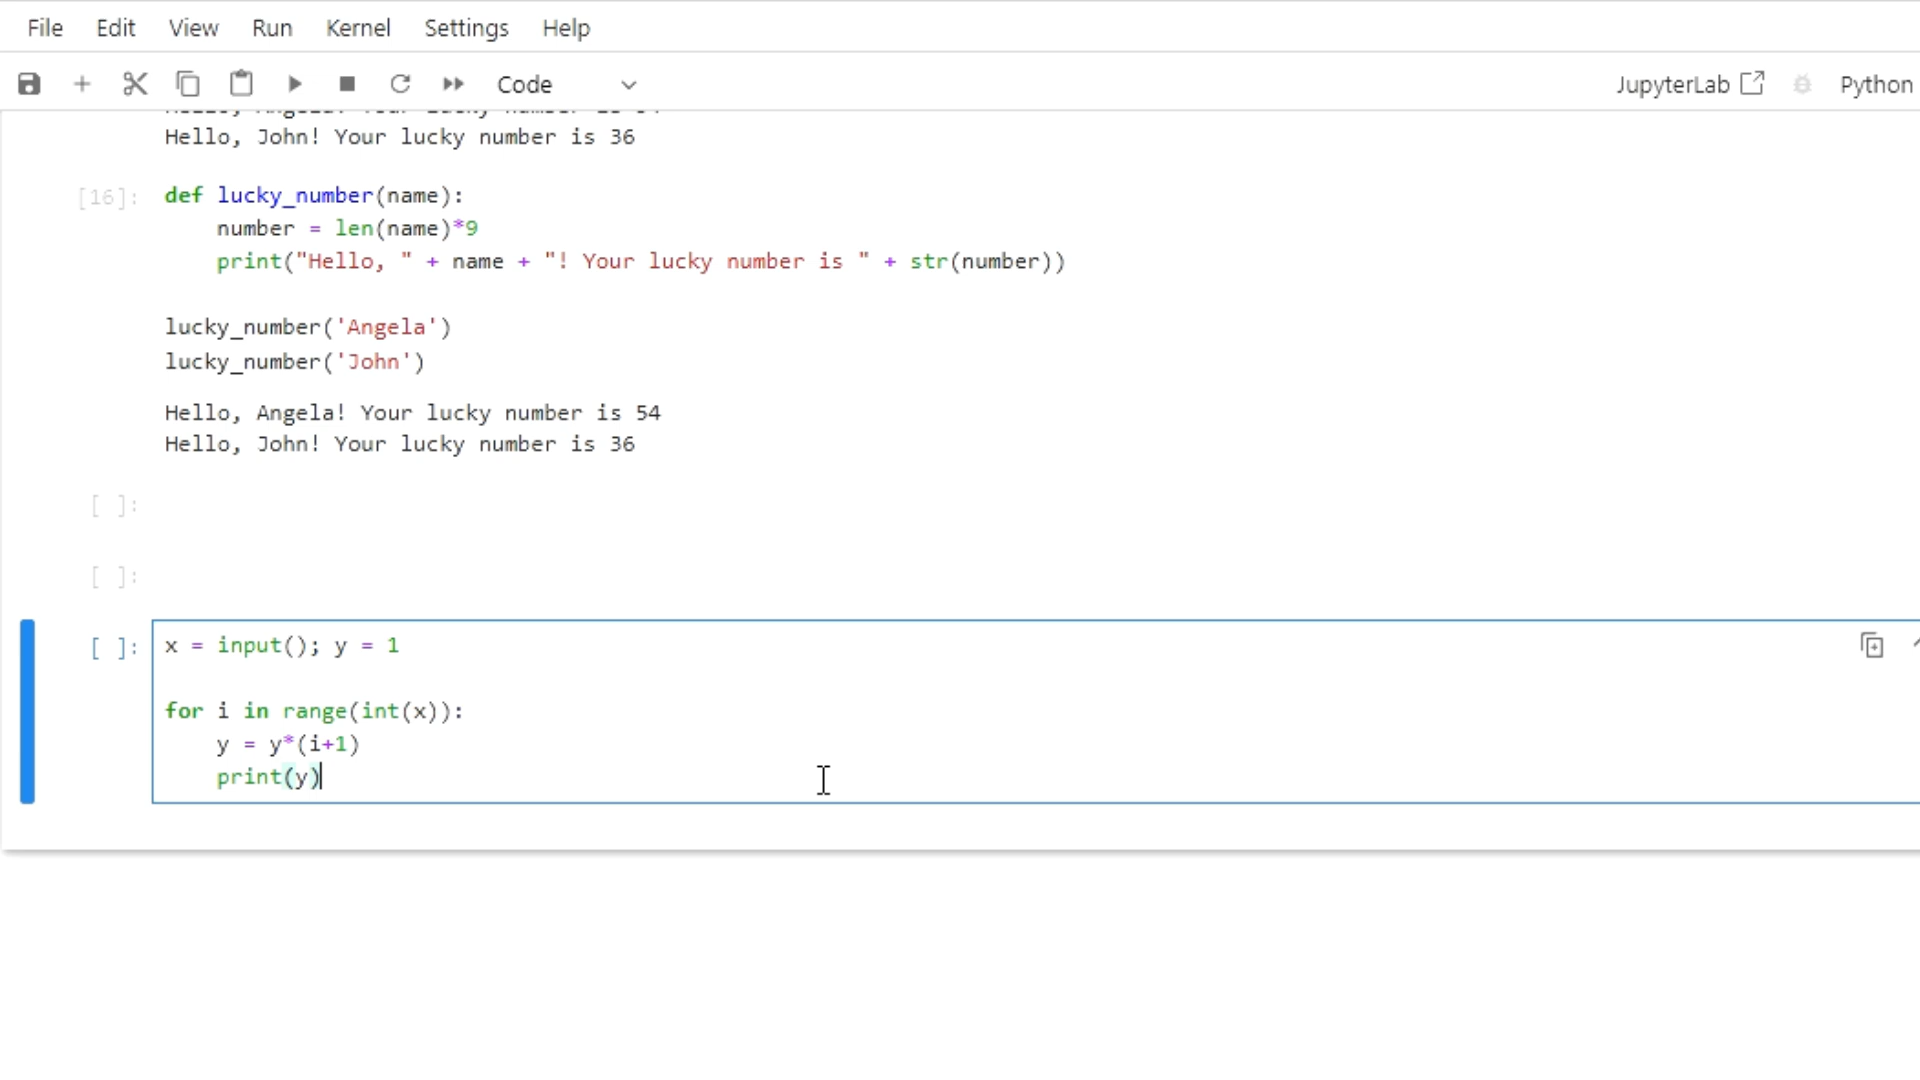 File Edit View Run Kernel Settings Help
Code JupyterLab Python
Hello, John! Your lucky number is 36
[16]: def lucky_number(name):
    number = len(name)*9
    print("Hello, " + name + "! Your lucky number is " + str(number))
lucky_number('Angela')
lucky_number('John')
Hello, Angela! Your lucky number is 54
Hello, John! Your lucky number is 36
[ ]:
[ ]:
[ ]: x = input(); y = 1
for i in range(int(x)):
    y = y*(i+1)
    print(y)